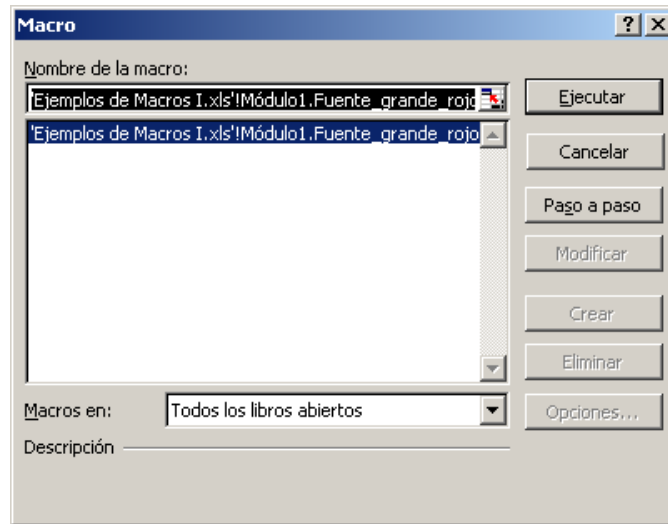 Macro
Nombre de la macro:
'Ejemplos de Macros I.xls'!Módulo1.Fuente_grande_rojo
Ejecutar
'Ejemplos de Macros I.xls'!Módulo1.Fuente_grande_rojo
Cancelar
Paso a paso
Modificar
Crear
Eliminar
Macros en: Todos los libros abiertos
Opciones...
Descripción